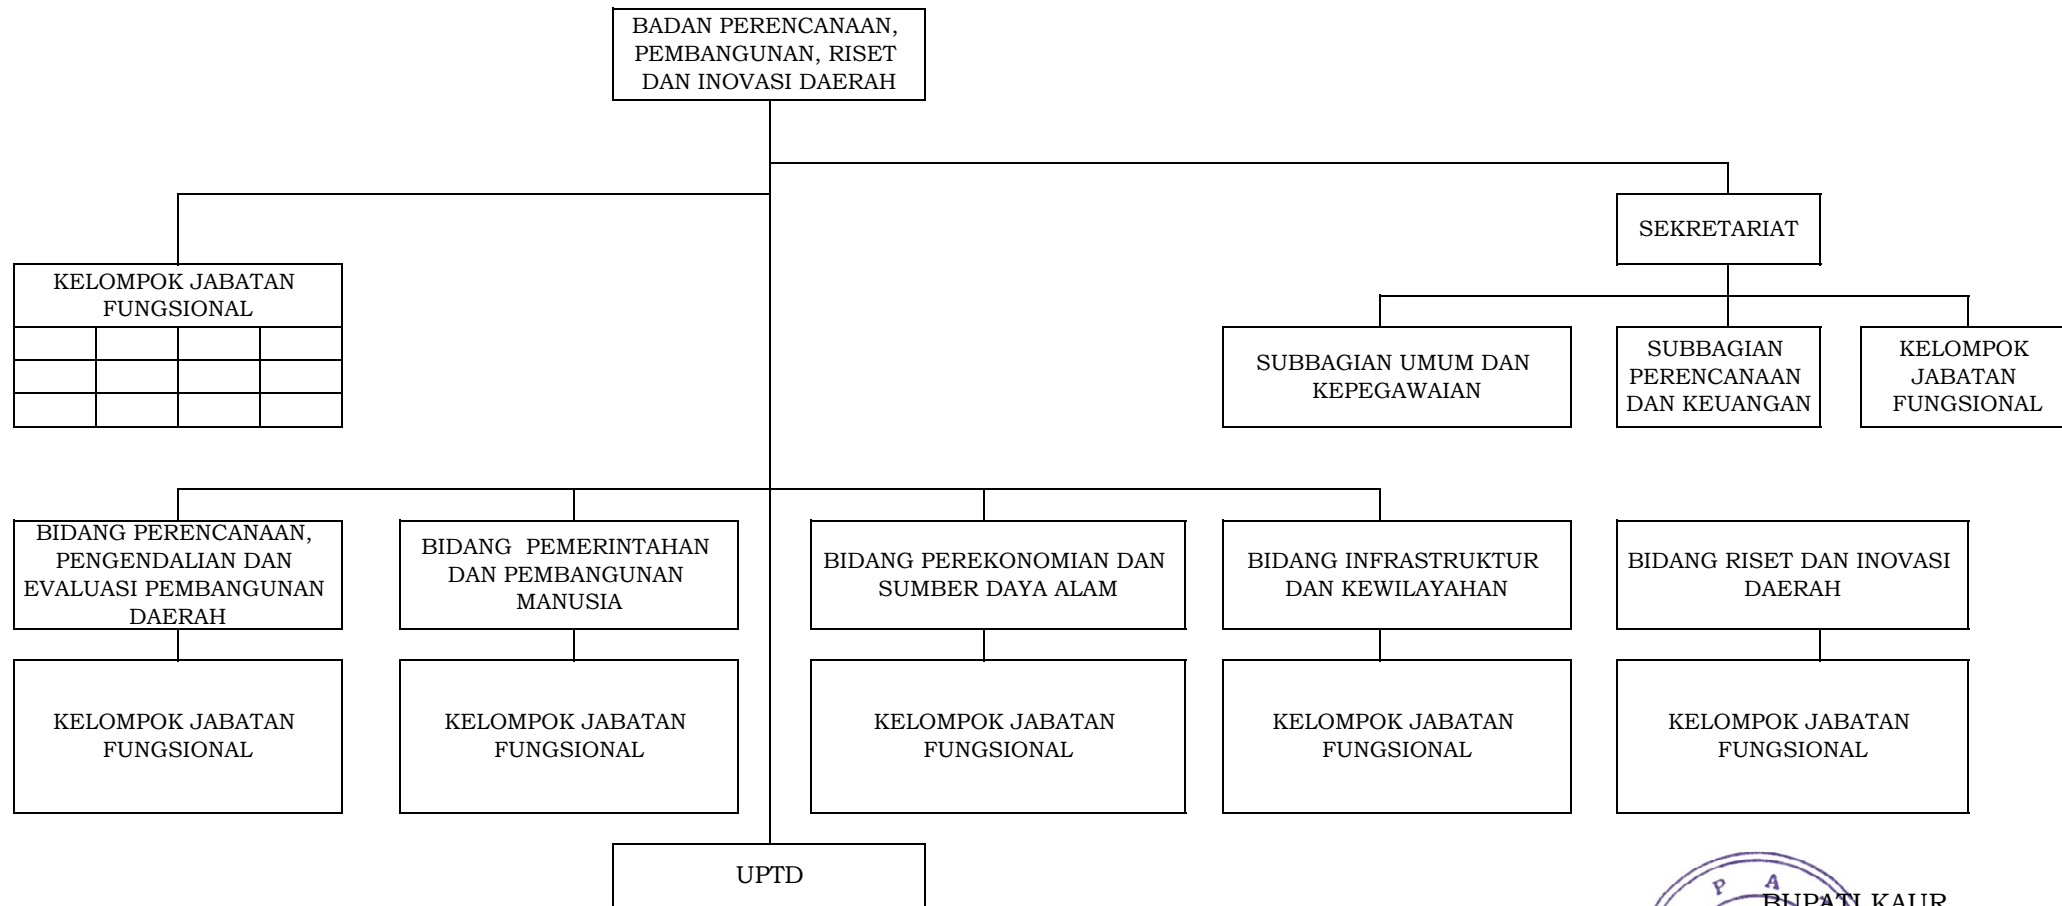 BADAN PERENCANAAN,
PEMBANGUNAN, RISET
DAN INOVASI DAERAH
SEKRETARIAT
KELOMPOK JABATAN
FUNGSIONAL
SUBBAGIAN UMUM DAN
KEPEGAWAIAN
SUBBAGIAN
PERENCANAAN
DAN KEUANGAN
KELOMPOK
JABATAN
FUNGSIONAL
BIDANG PERENCANAAN,
PENGENDALIAN DAN
EVALUASI PEMBANGUNAN
DAERAH
BIDANG PEMERINTAHAN
DAN PEMBANGUNAN
MANUSIA
BIDANG PEREKONOMIAN DAN
SUMBER DAYA ALAM
BIDANG INFRASTRUKTUR
DAN KEWILAYAHAN
BIDANG RISET DAN INOVASI
DAERAH
KELOMPOK JABATAN
FUNGSIONAL
KELOMPOK JABATAN
FUNGSIONAL
KELOMPOK JABATAN
FUNGSIONAL
KELOMPOK JABATAN
FUNGSIONAL
KELOMPOK JABATAN
FUNGSIONAL
UPTD
P A
BUPATI KAUR